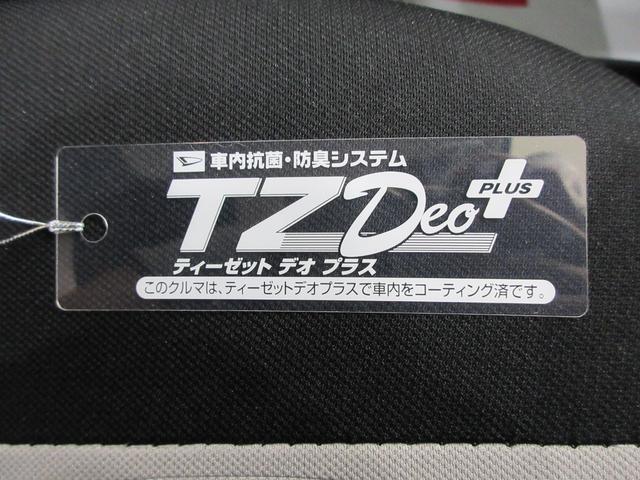 車内抗菌・防臭システム
TZ Deo PLUS
ティーゼット デオ プラス
このクルマは、ティーゼットデオプラスで車内をコーティング済です。